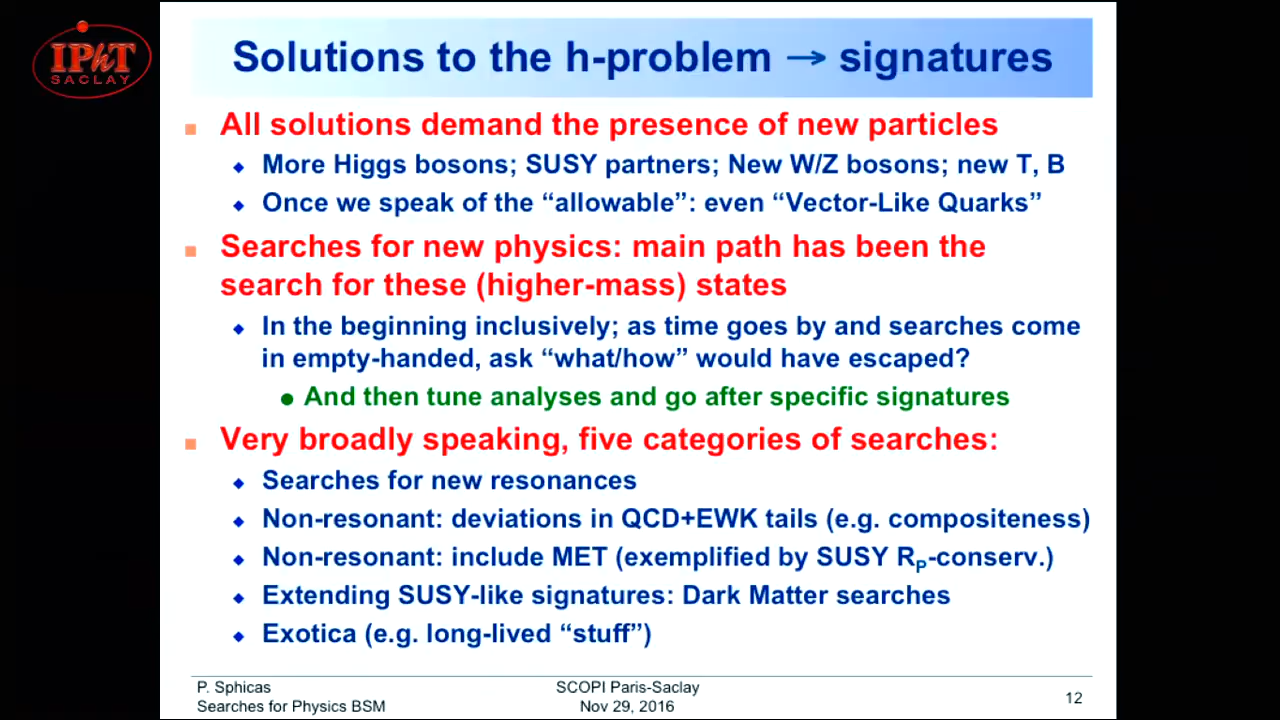 IPhT
SACLAY
Solutions to the h-problem → signatures
All solutions demand the presence of new particles
More Higgs bosons; SUSY partners; New W/Z bosons; new T, B
Once we speak of the “allowable”: even “Vector-Like Quarks”
Searches for new physics: main path has been the
search for these (higher-mass) states
In the beginning inclusively; as time goes by and searches come
in empty-handed, ask “what/how” would have escaped?
And then tune analyses and go after specific signatures
Very broadly speaking, five categories of searches:
Searches for new resonances
Non-resonant: deviations in QCD+EWK tails (e.g. compositeness)
Non-resonant: include MET (exemplified by SUSY RP-conserv.)
Extending SUSY-like signatures: Dark Matter searches
Exotica (e.g. long-lived “stuff”)
P. Sphicas
Searches for Physics BSM
SCOPI Paris-Saclay
Nov 29, 2016
12